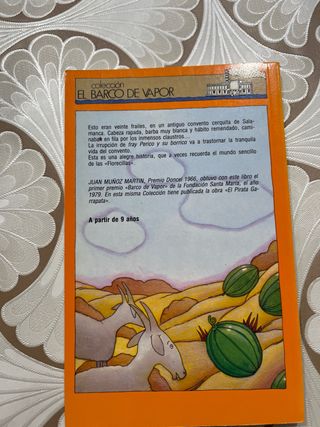 colección
EL BARCO DE VAPOR
Esto eran veinte frailes, en un antiguo convento cerquita de Sala-
manca. Cabeza rapada, barba muy blanca y hábito remendado, cami-
naban en fila por los inmensos claustros...
La irrupción de fray Perico y su borrico va a trastornar la tranquila
vida del convento.
Esta es una alegre historia, que a veces recuerda el mundo sencillo
de las «Florecillas».
JUAN MUÑOZ MARTIN, Premio Doncel 1966, obtuvo con este libro el
primer premio «Barco de Vapor» de la Fundación Santa María, el año
1979. En esta misma Colección tiene publicada la obra «El Pirata Ga-
rrapata».
A partir de 9 años